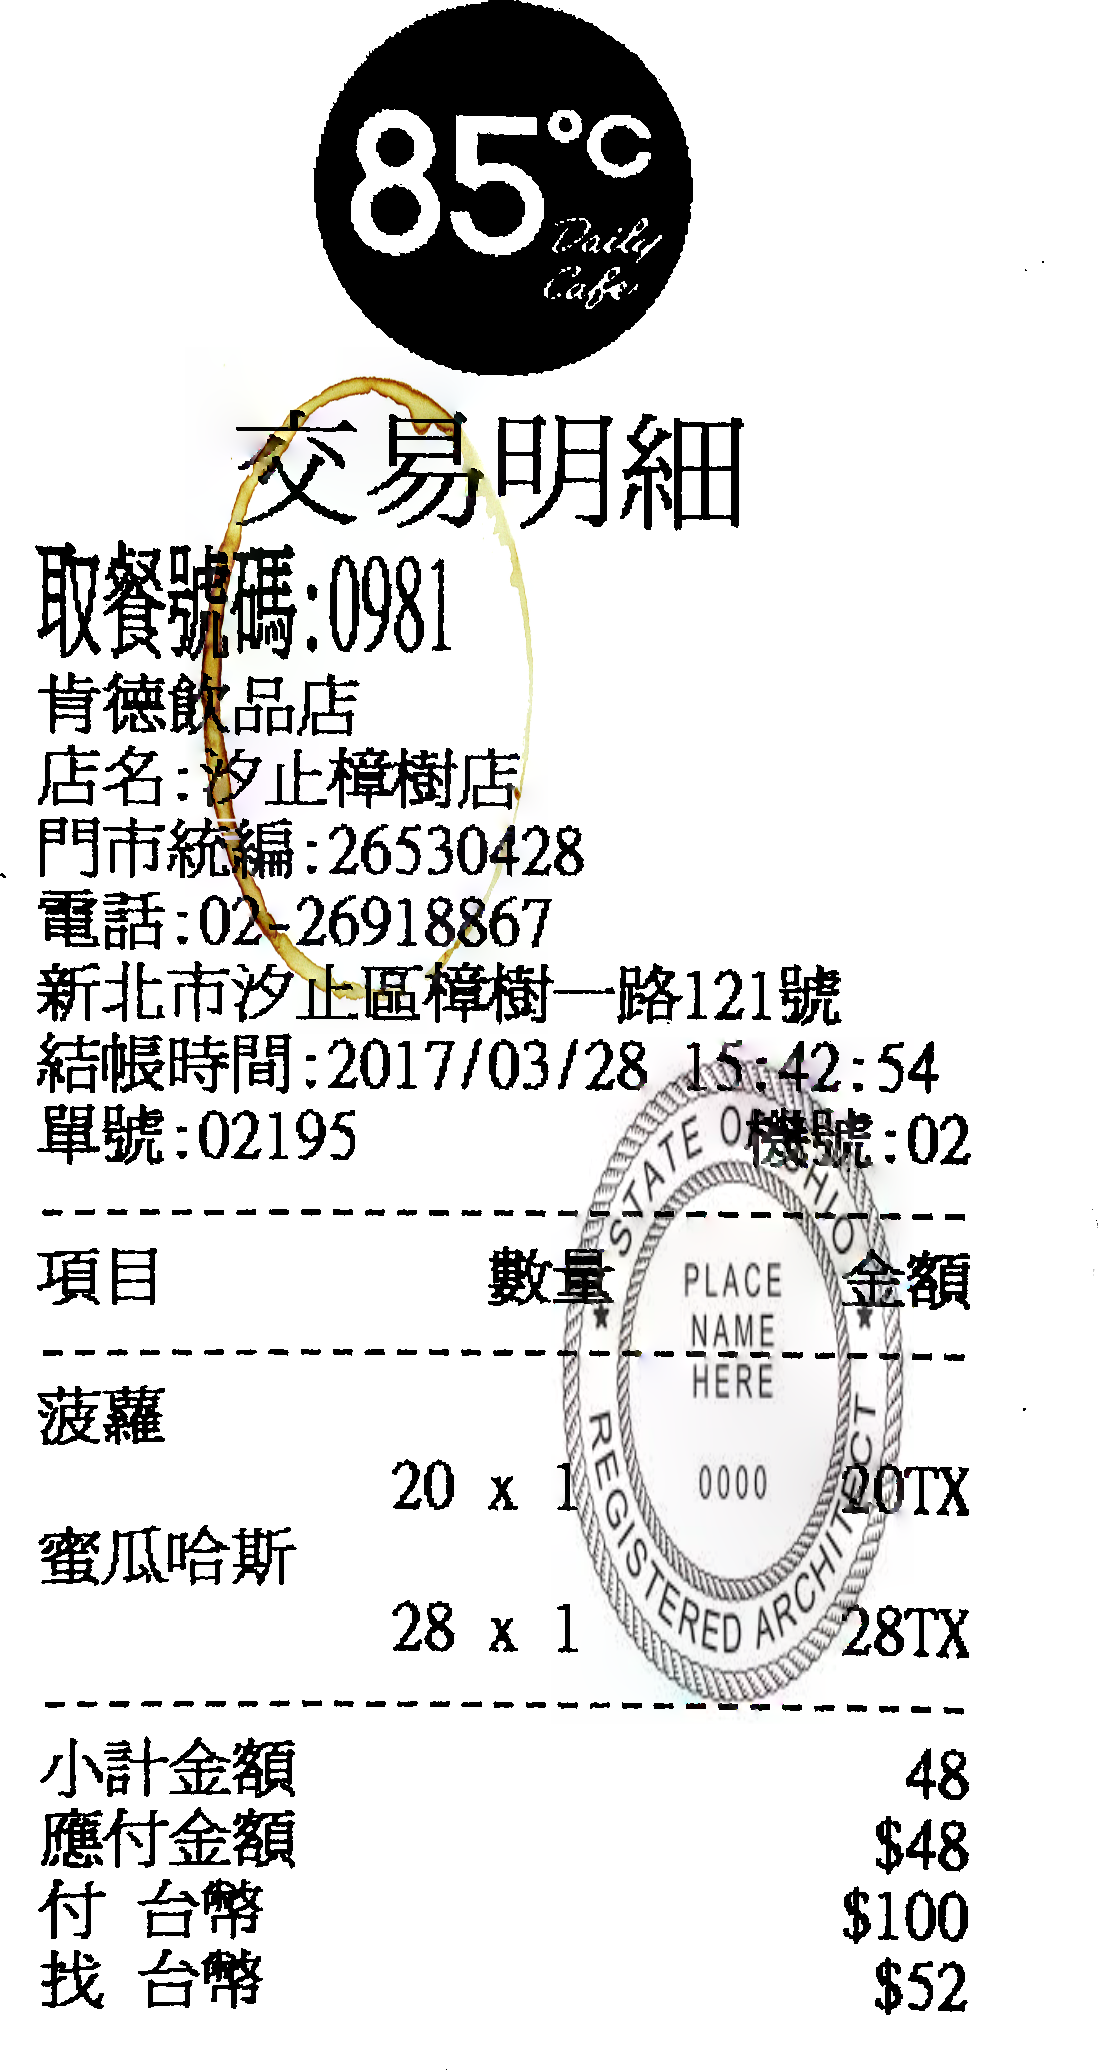 85°C
Daily
Cafe
交易明細
取餐號碼:0981
肯德飲品店
店名:汐止樟樹店
門市統編:26530428
電話:02-26918867
新北市汐止區樟樹一路121號
結帳時間:2017/03/28 15:42:54
單號:02195 機號:02
項目 數量 金額
菠蘿
20 x 1 20TX
蜜瓜哈斯
28 x 1 28TX
小計金額 48
應付金額 $48
付 台幣 $100
找 台幣 $52
STATE OF OHIO
PLACE
NAME
HERE
0000
REGISTERED ARCHITECT